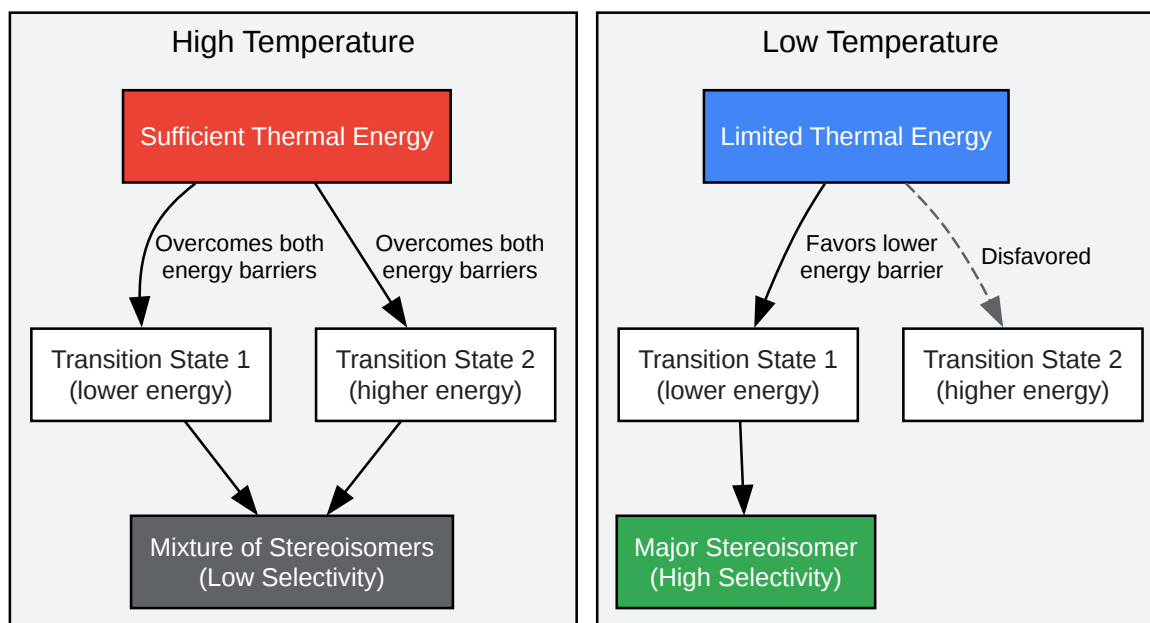 High Temperature
Sufficient Thermal Energy
Overcomes both
energy barriers
Overcomes both
energy barriers
Transition State 1
(lower energy)
Transition State 2
(higher energy)
Mixture of Stereoisomers
(Low Selectivity)
Low Temperature
Limited Thermal Energy
Favors lower
energy barrier
Disfavored
Transition State 1
(lower energy)
Transition State 2
(higher energy)
Major Stereoisomer
(High Selectivity)